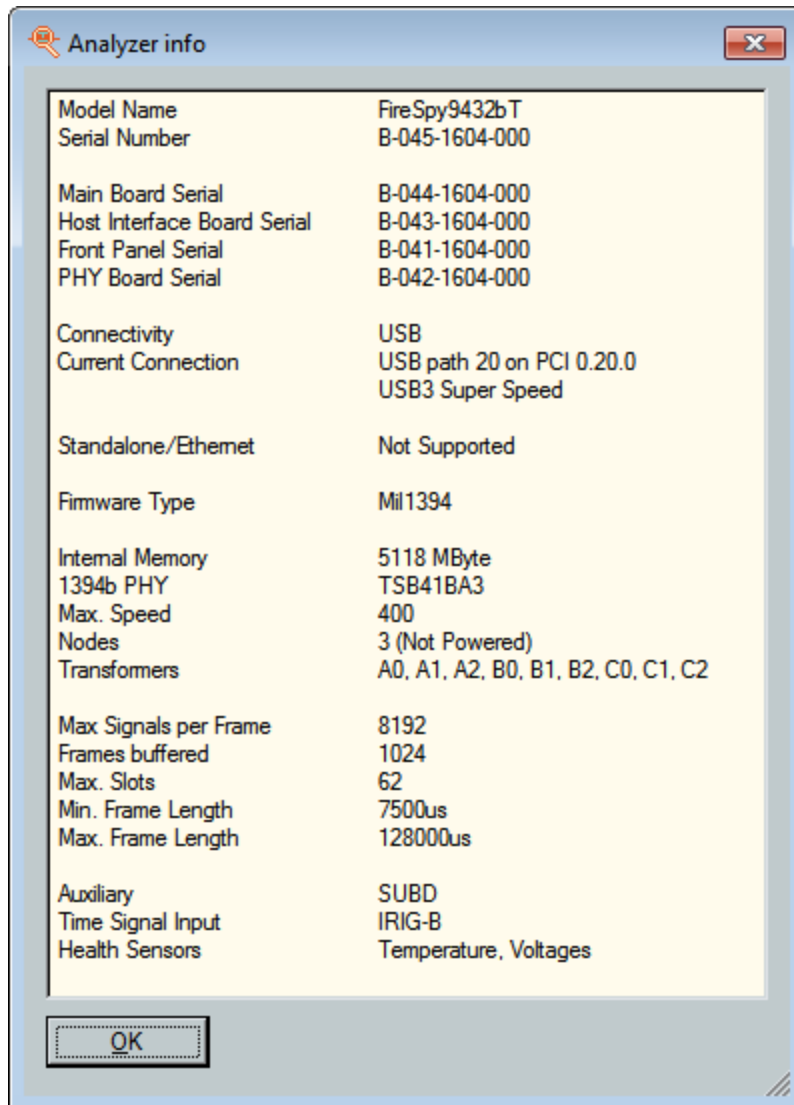 Analyzer info
Model Name FireSpy9432bT
Serial Number B-045-1604-000
Main Board Serial B-044-1604-000
Host Interface Board Serial B-043-1604-000
Front Panel Serial B-041-1604-000
PHY Board Serial B-042-1604-000
Connectivity USB
Current Connection USB path 20 on PCI 0.20.0
USB3 Super Speed
Standalone/Ethernet Not Supported
Firmware Type Mil1394
Internal Memory 5118 MByte
1394b PHY TSB41BA3
Max. Speed 400
Nodes 3 (Not Powered)
Transformers A0, A1, A2, B0, B1, B2, C0, C1, C2
Max Signals per Frame 8192
Frames buffered 1024
Max. Slots 62
Min. Frame Length 7500us
Max. Frame Length 128000us
Auxiliary SUBD
Time Signal Input IRIG-B
Health Sensors Temperature, Voltages
OK